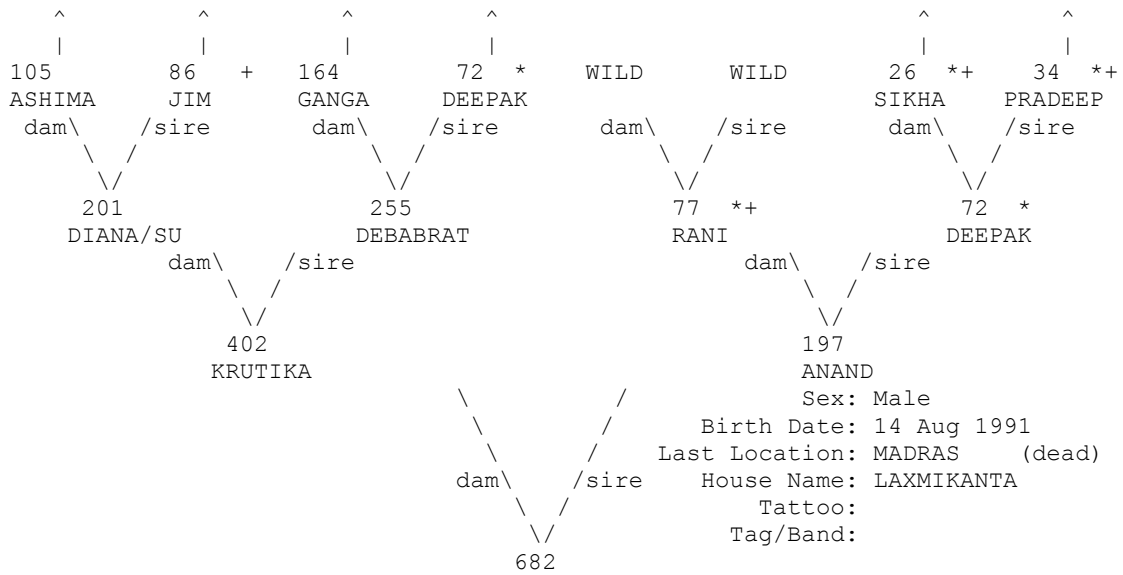 ^ ^ ^ ^ ^ ^
| | | | | |
105 86 + 164 72 * WILD WILD 26 *+ 34 *+
ASHIMA JIM GANGA DEEPAK SIKHA PRADEEP
dam\ /sire dam\ /sire dam\ /sire dam\ /sire
\ / \ / \ / \ /
\/ \/ \/ \/
201 255 77 *+ 72 *
DIANA/SU DEBABRAT RANI DEEPAK
dam\ /sire dam\ /sire
\ / \ /
\/ \/
402 197
KRUTIKA ANAND
\ / Sex: Male
\ / Birth Date: 14 Aug 1991
\ / Last Location: MADRAS (dead)
dam\ /sire House Name: LAXMIKANTA
\ / Tattoo:
\/ Tag/Band:
682